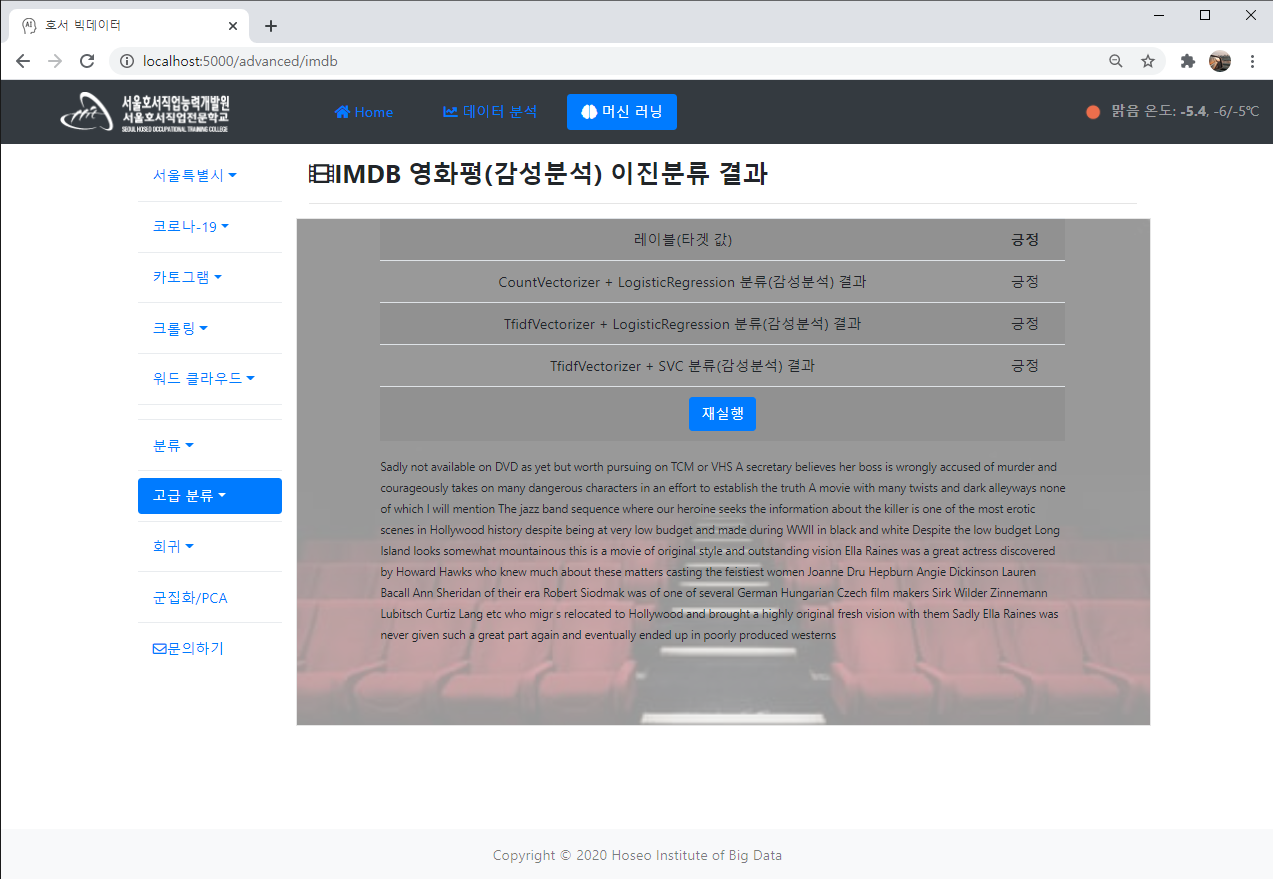 호서 빅데이터
localhost:5000/advanced/imdb
서울호서직업능력개발원
서울호서직업전문학교
SEOUL HOSEO OCCUPATIONAL TRAINING COLLEGE
Home
데이터 분석
머신 러닝
맑음 온도: -5.4, -6/-5℃
서울특별시
코로나-19
카토그램
크롤링
워드 클라우드
분류
고급 분류
회귀
군집화/PCA
문의하기
IMDB 영화평(감성분석) 이진분류 결과
레이블(타겟 값) 긍정
CountVectorizer + LogisticRegression 분류(감성분석) 결과 긍정
TfidfVectorizer + LogisticRegression 분류(감성분석) 결과 긍정
TfidfVectorizer + SVC 분류(감성분석) 결과 긍정
재실행
Sadly not available on DVD as yet but worth pursuing on TCM or VHS A secretary believes her boss is wrongly accused of murder and
courageously takes on many dangerous characters in an effort to establish the truth A movie with many twists and dark alleyways none
of which I will mention The jazz band sequence where our heroine seeks the information about the killer is one of the most erotic
scenes in Hollywood history despite being at very low budget and made during WWII in black and white Despite the low budget Long
Island looks somewhat mountainous this is a movie of original style and outstanding vision Ella Raines was a great actress discovered
by Howard Hawks who knew much about these matters casting the feistiest women Joanne Dru Hepburn Angie Dickinson Lauren
Bacall Ann Sheridan of their era Robert Siodmak was of one of several German Hungarian Czech film makers Sirk Wilder Zinnemann
Lubitsch Curtiz Lang etc who migr s relocated to Hollywood and brought a highly original fresh vision with them Sadly Ella Raines was
never given such a great part again and eventually ended up in poorly produced westerns
Copyright © 2020 Hoseo Institute of Big Data